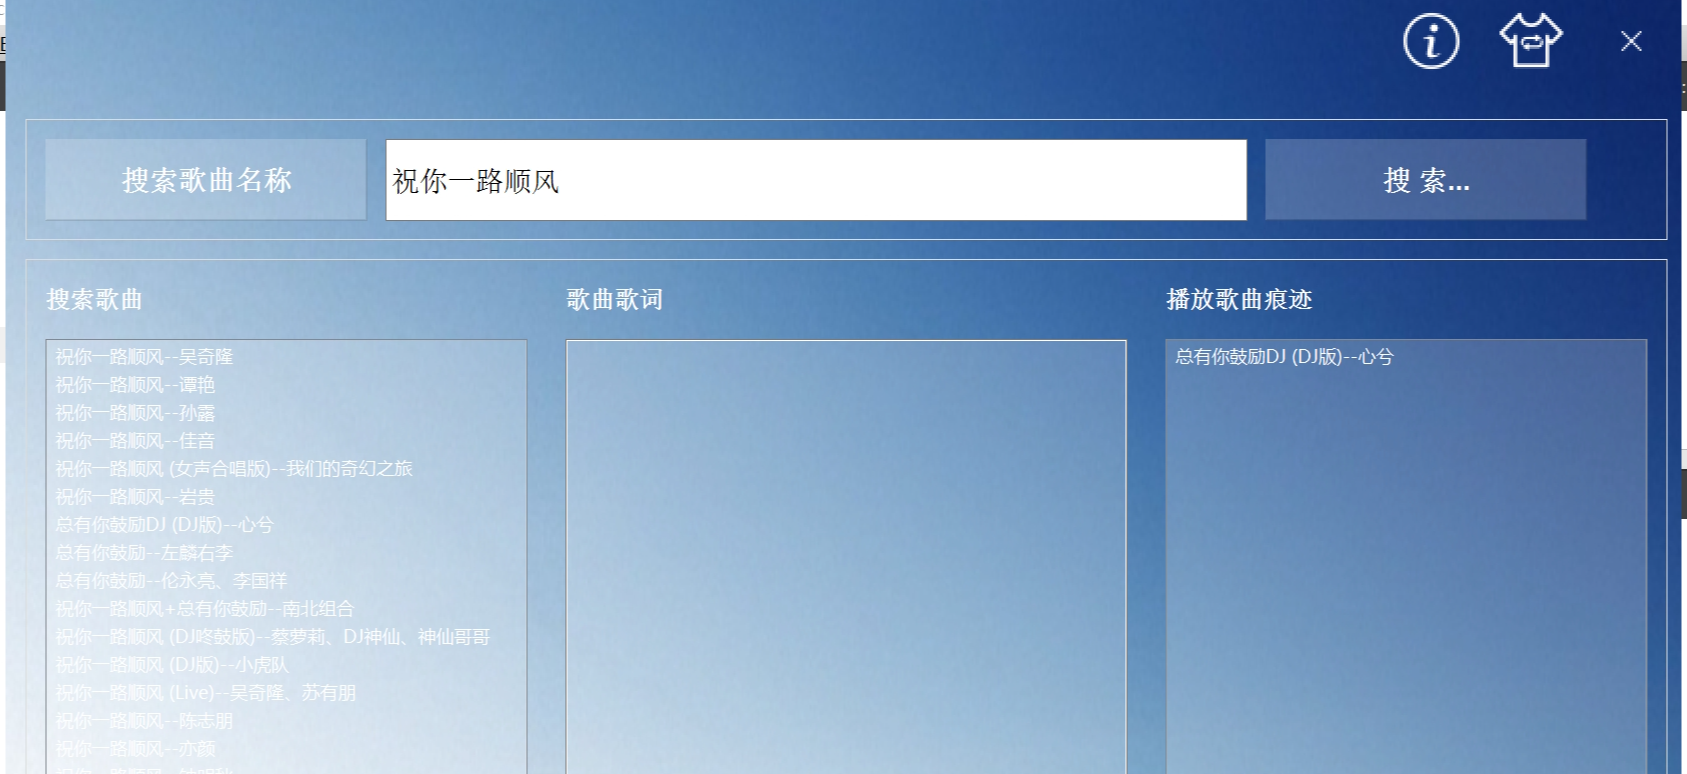 搜索歌曲名称
祝你一路顺风
搜 索...
搜索歌曲
祝你一路顺风--吴奇隆
祝你一路顺风--谭艳
祝你一路顺风--孙露
祝你一路顺风--佳音
祝你一路顺风 (女声合唱版)--我们的奇幻之旅
祝你一路顺风--岩贵
总有你鼓励DJ (DJ版)--心兮
总有你鼓励--左麟右李
总有你鼓励--伦永亮、李国祥
祝你一路顺风+总有你鼓励--南北组合
祝你一路顺风 (DJ咚鼓版)--蔡萝莉、DJ神仙、神仙哥哥
祝你一路顺风 (DJ版)--小虎队
祝你一路顺风 (Live)--吴奇隆、苏有朋
祝你一路顺风--陈志朋
祝你一路顺风--亦颜
歌曲歌词
播放歌曲痕迹
总有你鼓励DJ (DJ版)--心兮